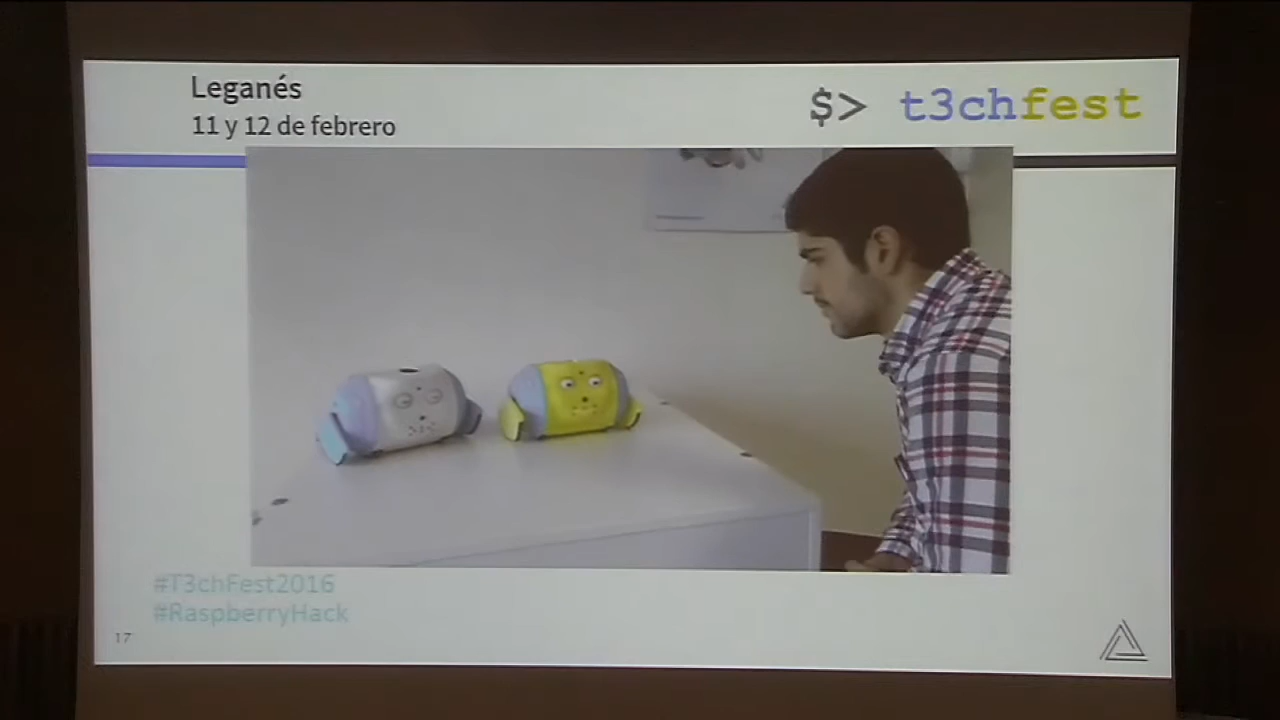 Leganés
11 y 12 de febrero
$> t3chfest
#T3chFest2016
#RaspberryHack
17